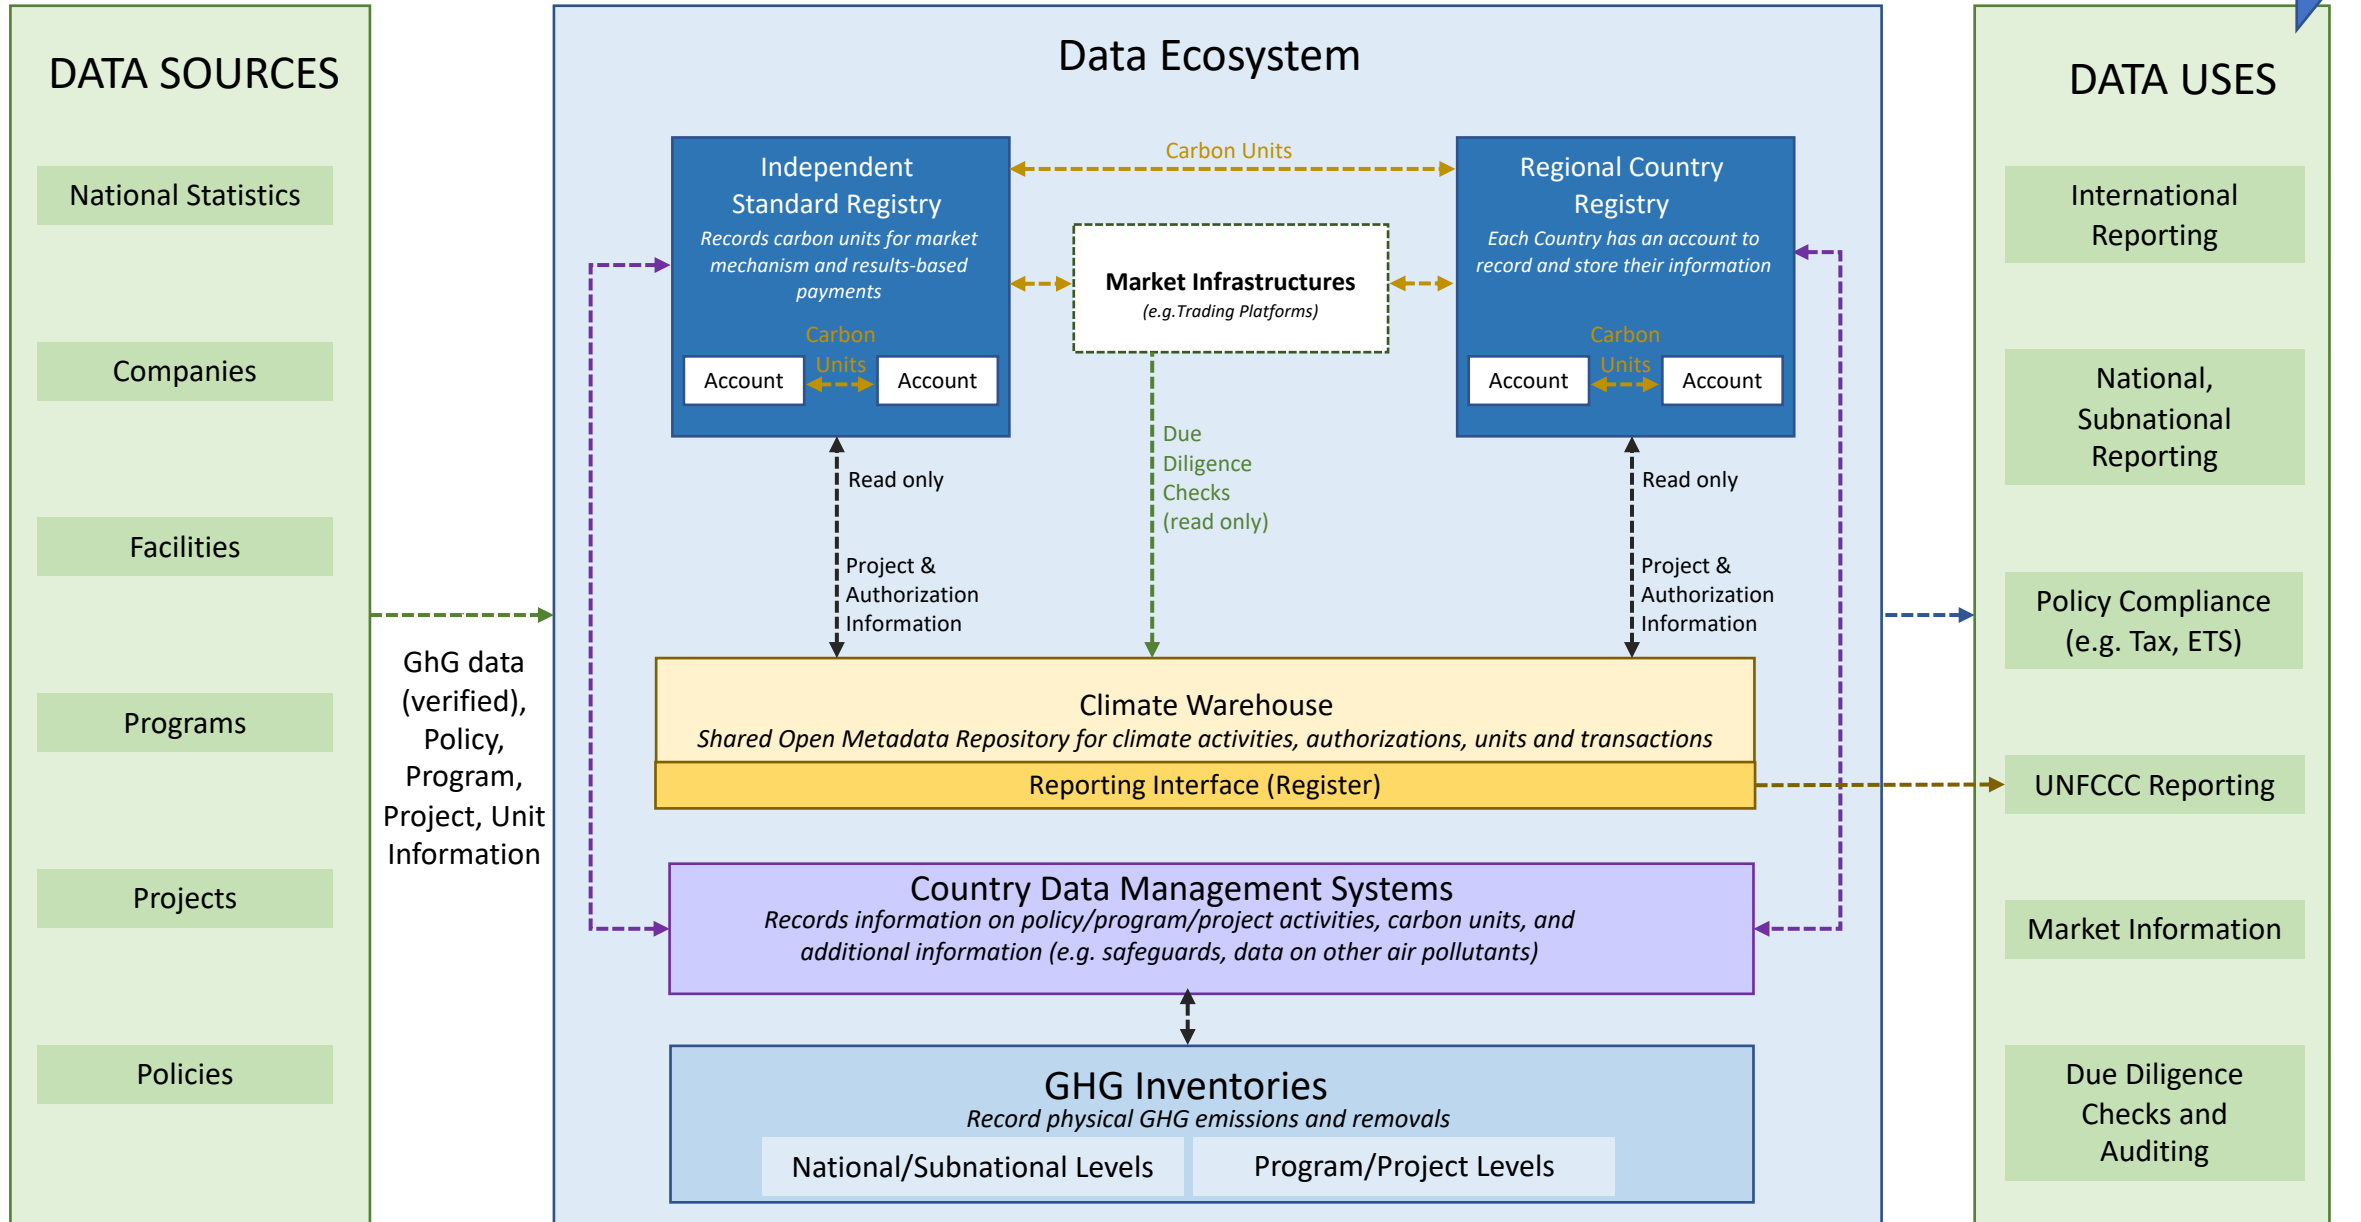 DATA SOURCES
National Statistics
Companies
Facilities
Programs
Projects
Policies
GhG data
(verified),
Policy,
Program,
Project, Unit
Information
Data Ecosystem
Independent
Standard Registry
Records carbon units for market
mechanism and results-based
payments
Carbon
Units
Account
Account
Carbon Units
Market Infrastructures
(e.g.Trading Platforms)
Regional Country
Registry
Each Country has an account to
record and store their information
Carbon
Units
Account
Account
Read only
Project &
Authorization
Information
Due
Diligence
Checks
(read only)
Read only
Project &
Authorization
Information
Climate Warehouse
Shared Open Metadata Repository for climate activities, authorizations, units and transactions
Reporting Interface (Register)
Country Data Management Systems
Records information on policy/program/project activities, carbon units, and
additional information (e.g. safeguards, data on other air pollutants)
GHG Inventories
Record physical GHG emissions and removals
National/Subnational Levels
Program/Project Levels
DATA USES
International
Reporting
National,
Subnational
Reporting
Policy Compliance
(e.g. Tax, ETS)
UNFCCC Reporting
Market Information
Due Diligence
Checks and
Auditing